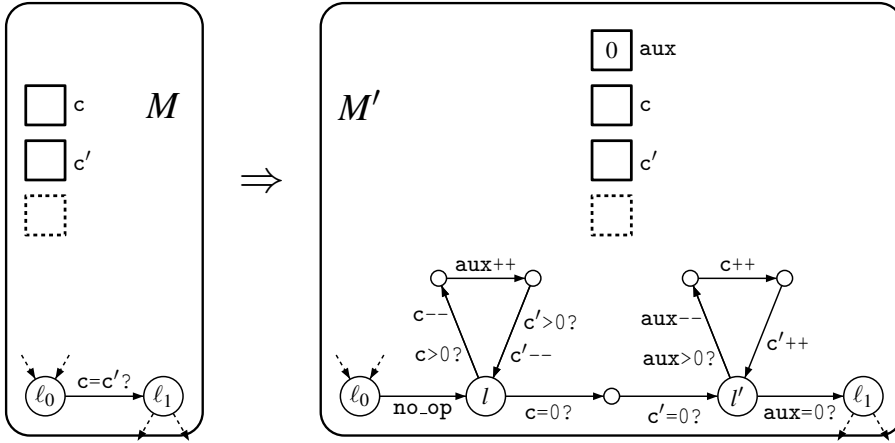 0 aux
c M M′ c
c′ ⇒ c′
aux++ c++
c-- c′>0? aux-- c′++
c>0? c′-- aux>0?
c=c′?
ℓ₀ ℓ₁ ℓ₀ no_op l c=0? c′=0? l′ aux=0? ℓ₁